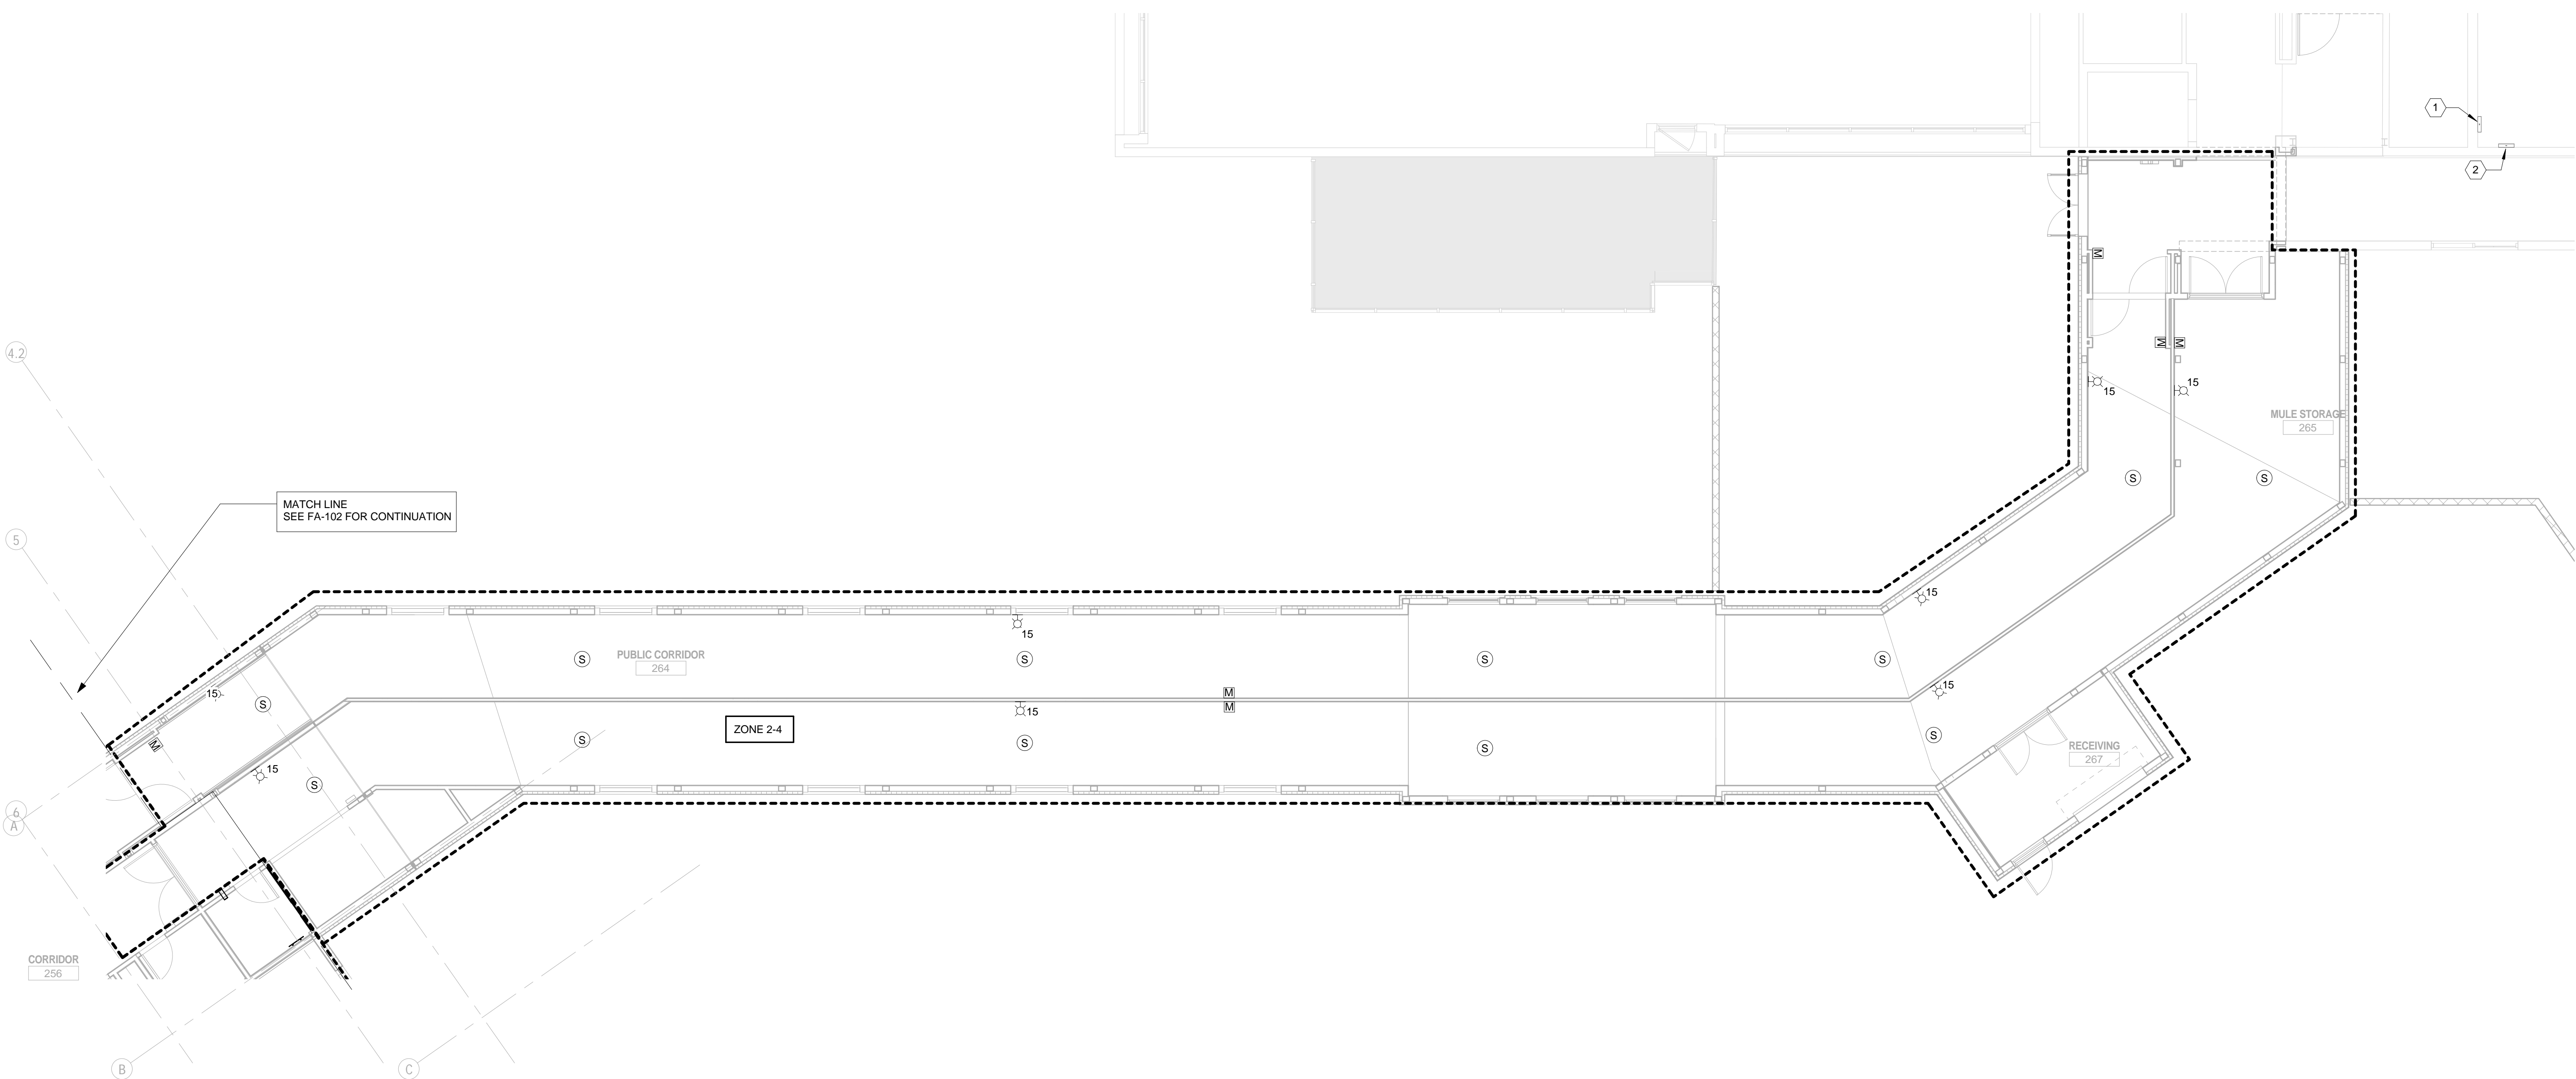 1
2
M
M
M
4.2
15
15
MULE STORAGE
265
S
S
MATCH LINE
SEE FA-102 FOR CONTINUATION
5
15
15
PUBLIC CORRIDOR
264
S
S
S
S
15
S
M
M
15
15
ZONE 2-4
S
S
S
S
RECEIVING
267
M
15
S
6
A
CORRIDOR
256
B
C